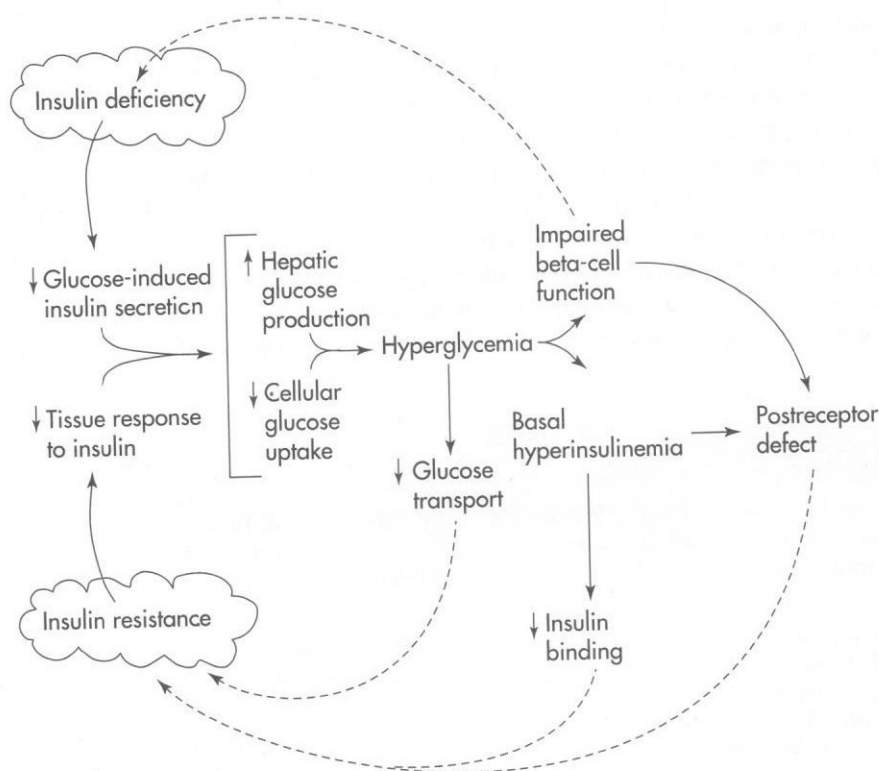 Insulin deficiency
↓ Glucose-induced
insulin secretion
↓ Tissue response
to insulin
Insulin resistance
↑ Hepatic
glucose
production
↓ Cellular
glucose
uptake
Hyperglycemia
↓ Glucose
transport
Impaired
beta-cell
function
Basal
hyperinsulinemia
↓ Insulin
binding
Postreceptor
defect